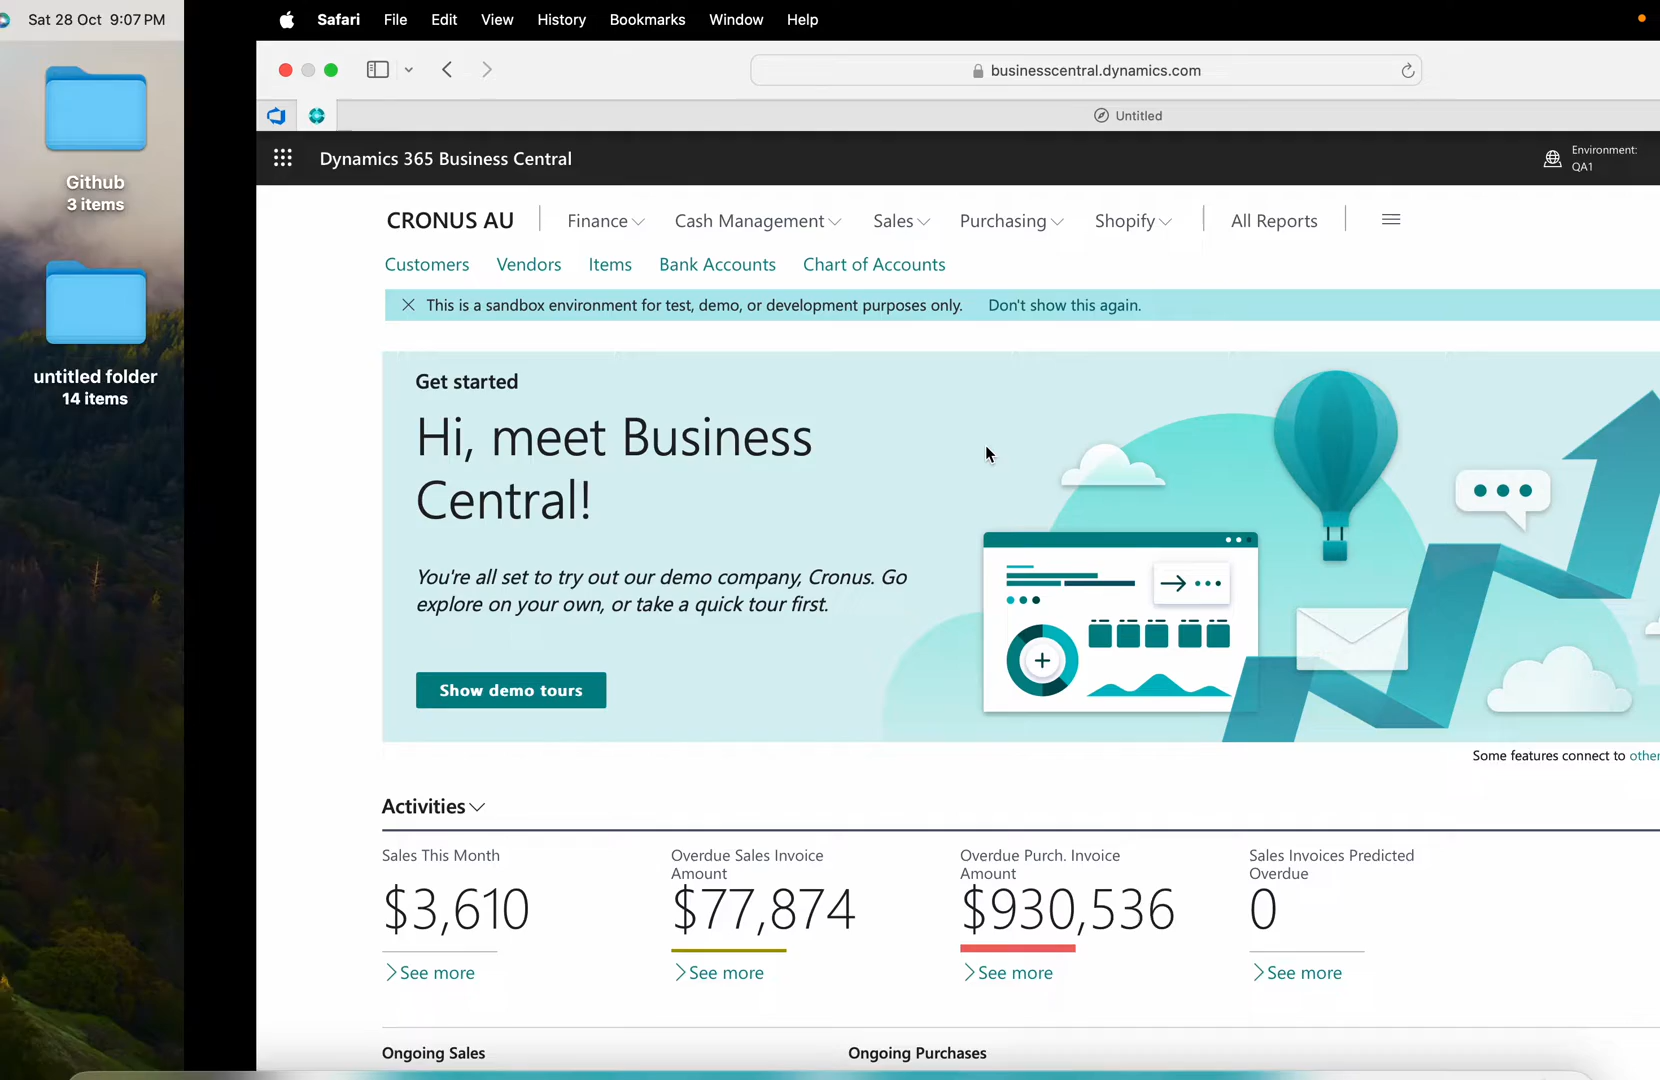 Sat 28 Oct 9:07 PM
Github
3 items
untitled folder
14 items
Safari File Edit View History Bookmarks Window Help
businesscentral.dynamics.com
Untitled
Dynamics 365 Business Central
Environment:
QA1
CRONUS AU Finance Cash Management Sales Purchasing Shopify All Reports
Customers Vendors Items Bank Accounts Chart of Accounts
This is a sandbox environment for test, demo, or development purposes only. Don't show this again.
Get started
Hi, meet Business
Central!
You're all set to try out our demo company, Cronus. Go
explore on your own, or take a quick tour first.
Show demo tours
Some features connect to other
Activities
Sales This Month
$3,610
See more
Overdue Sales Invoice
Amount
$77,874
See more
Overdue Purch. Invoice
Amount
$930,536
See more
Sales Invoices Predicted
Overdue
0
See more
Ongoing Sales
Ongoing Purchases